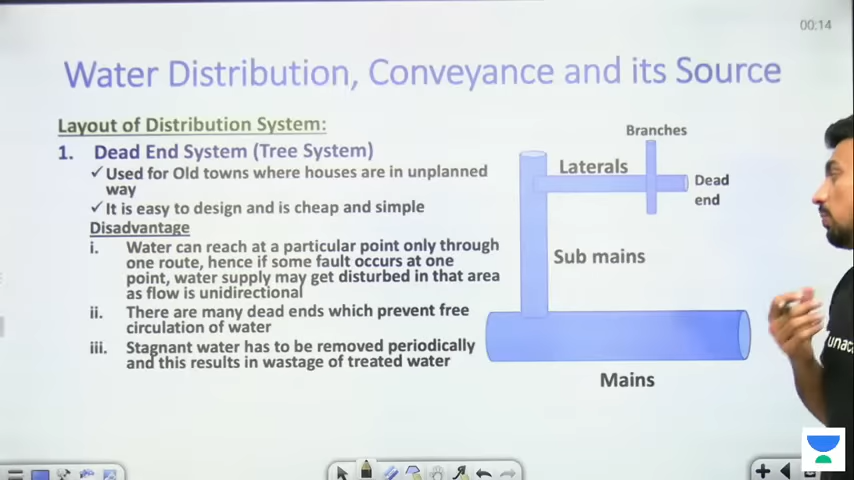 00:14
Water Distribution, Conveyance and its Source
Layout of Distribution System:
1. Dead End System (Tree System)
✓Used for Old towns where houses are in unplanned
way
✓It is easy to design and is cheap and simple
Disadvantage
i. Water can reach at a particular point only through
one route, hence if some fault occurs at one
point, water supply may get disturbed in that area
as flow is unidirectional
ii. There are many dead ends which prevent free
circulation of water
iii. Stagnant water has to be removed periodically
and this results in wastage of treated water
Branches
Laterals
Dead
end
Sub mains
Mains
unac